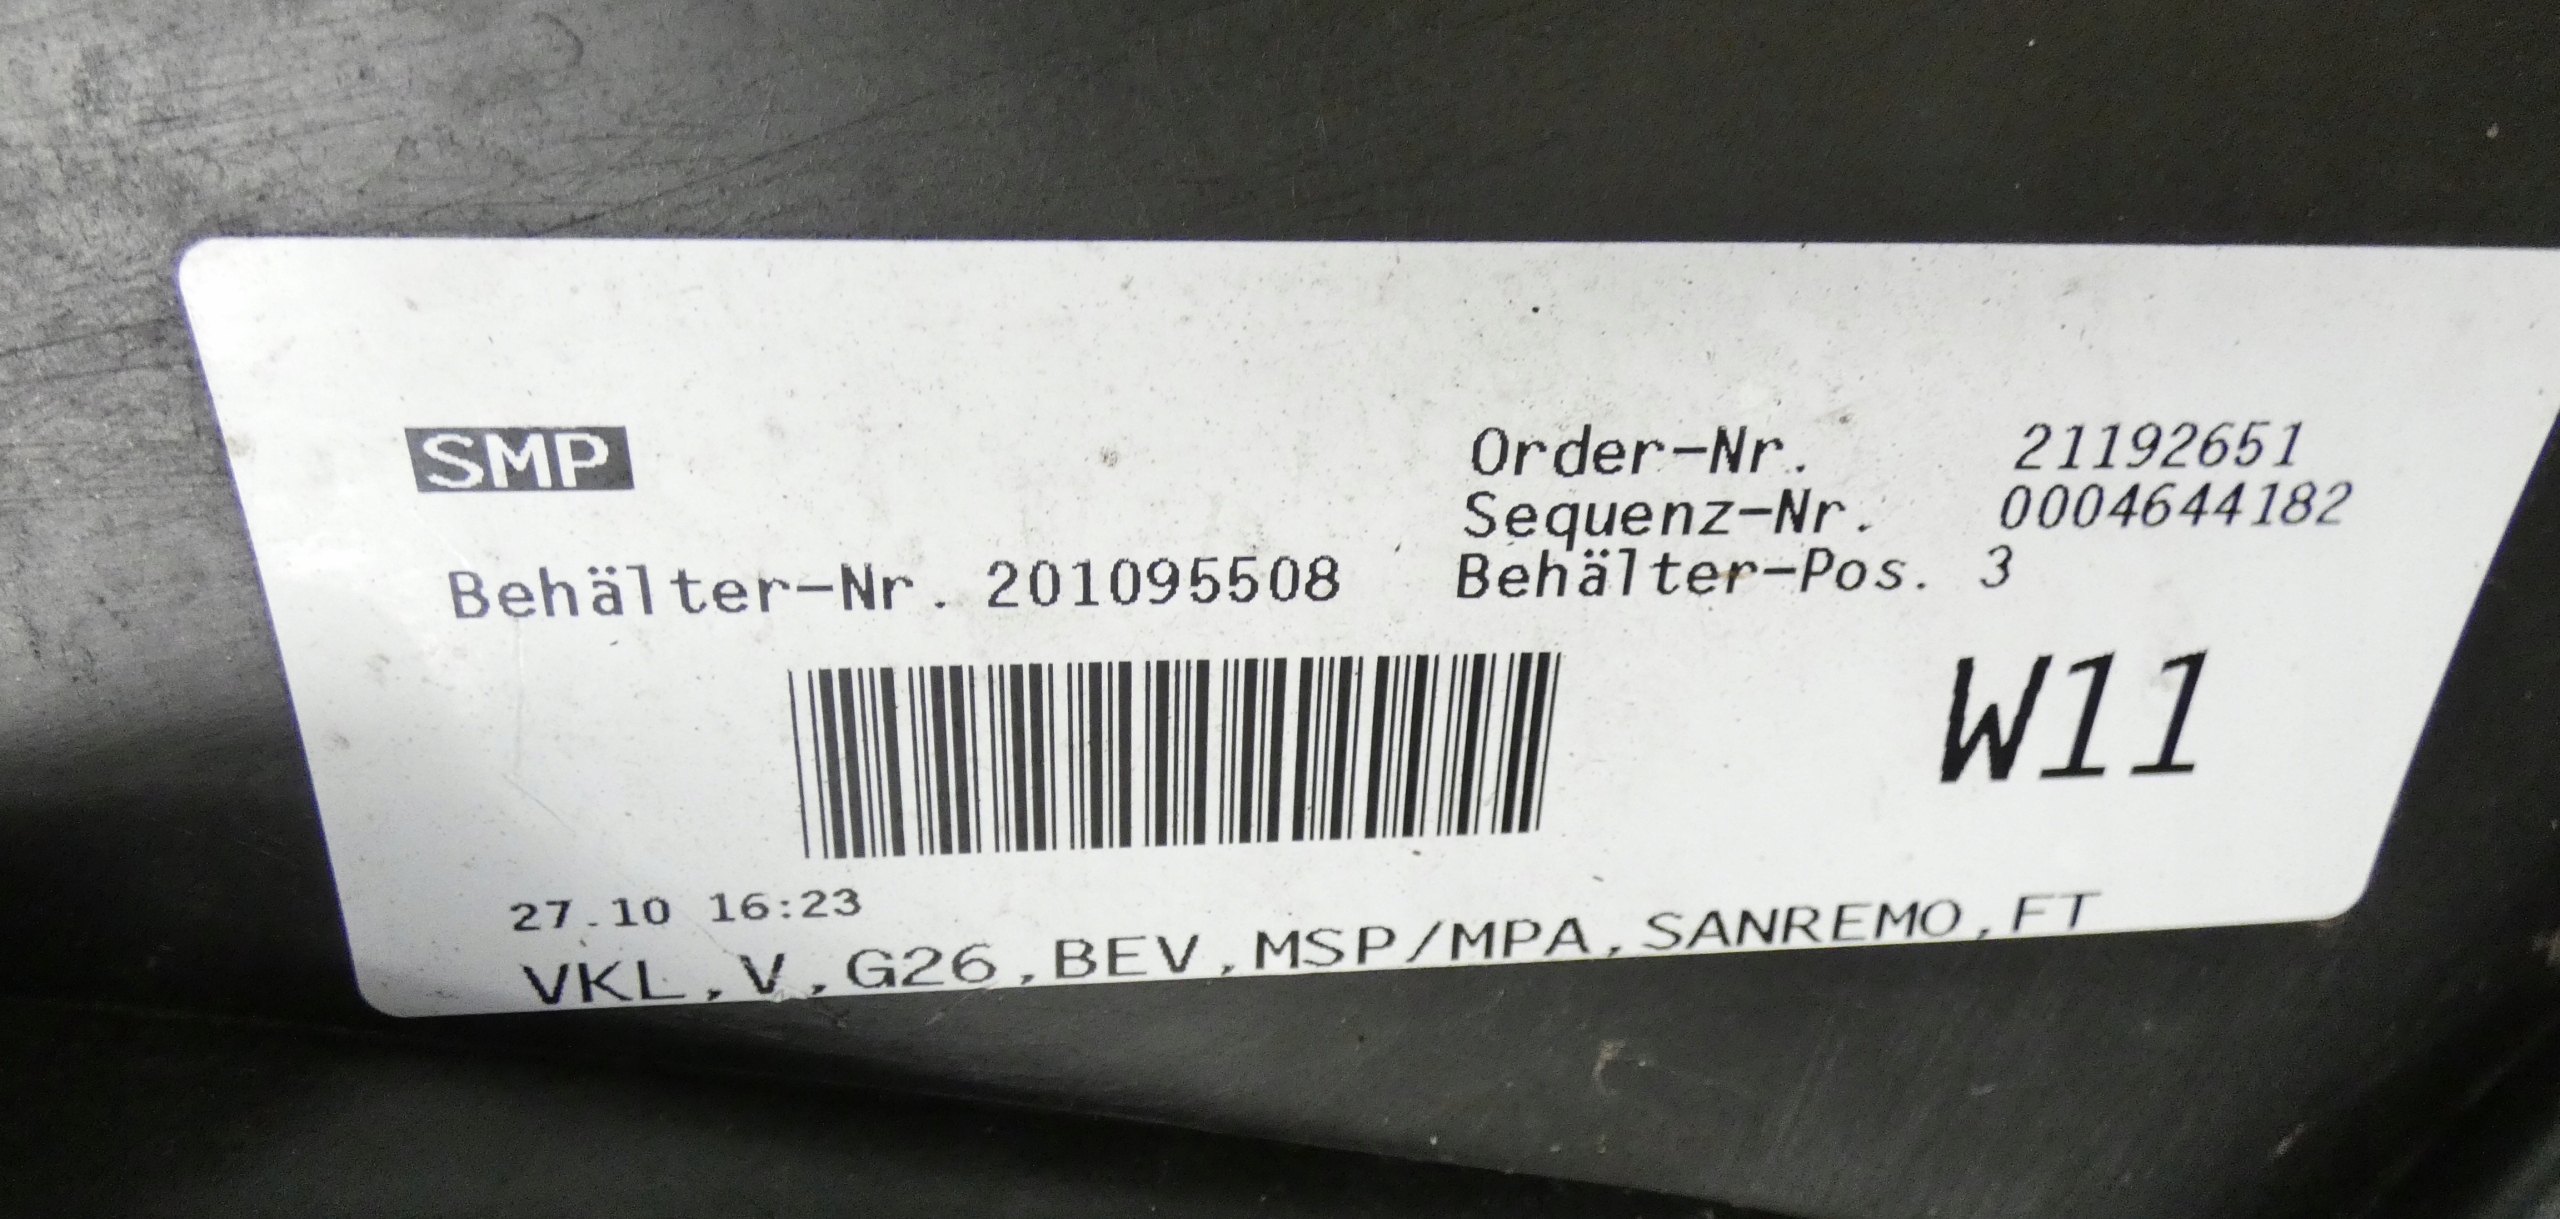 SMP
Order-Nr. 21192651
Sequenz-Nr. 0004644182
Behälter-Nr. 201095508
Behälter-Pos. 3
W11
27.10 16:23
VKL,V,G26,BEV,MSP/MPA,SANREMO,FT